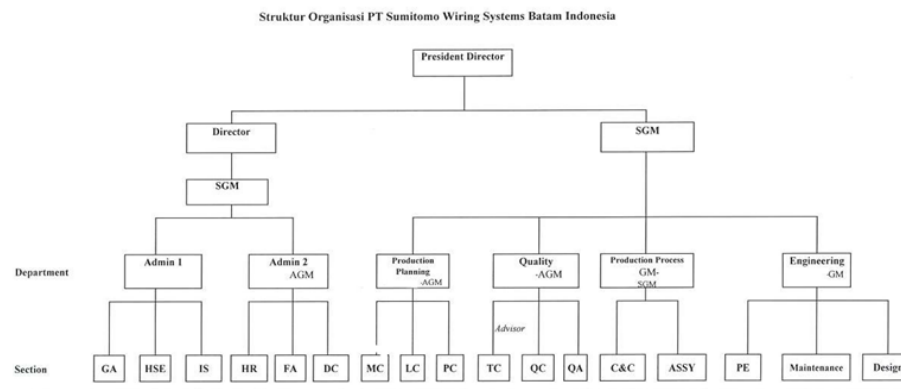 Struktur Organisasi PT Sumitomo Wiring Systems Batam Indonesia
President Director
Director
SGM
SGM
Department
Admin 1
Admin 2
AGM
Production
Planning
-AGM
Quality
-AGM
Production Process
GM-
SGM
Engineering
-GM
Advisor
Section
GA
HSE
IS
HR
FA
DC
MC
LC
PC
TC
QC
QA
C&C
ASSY
PE
Maintenance
Design